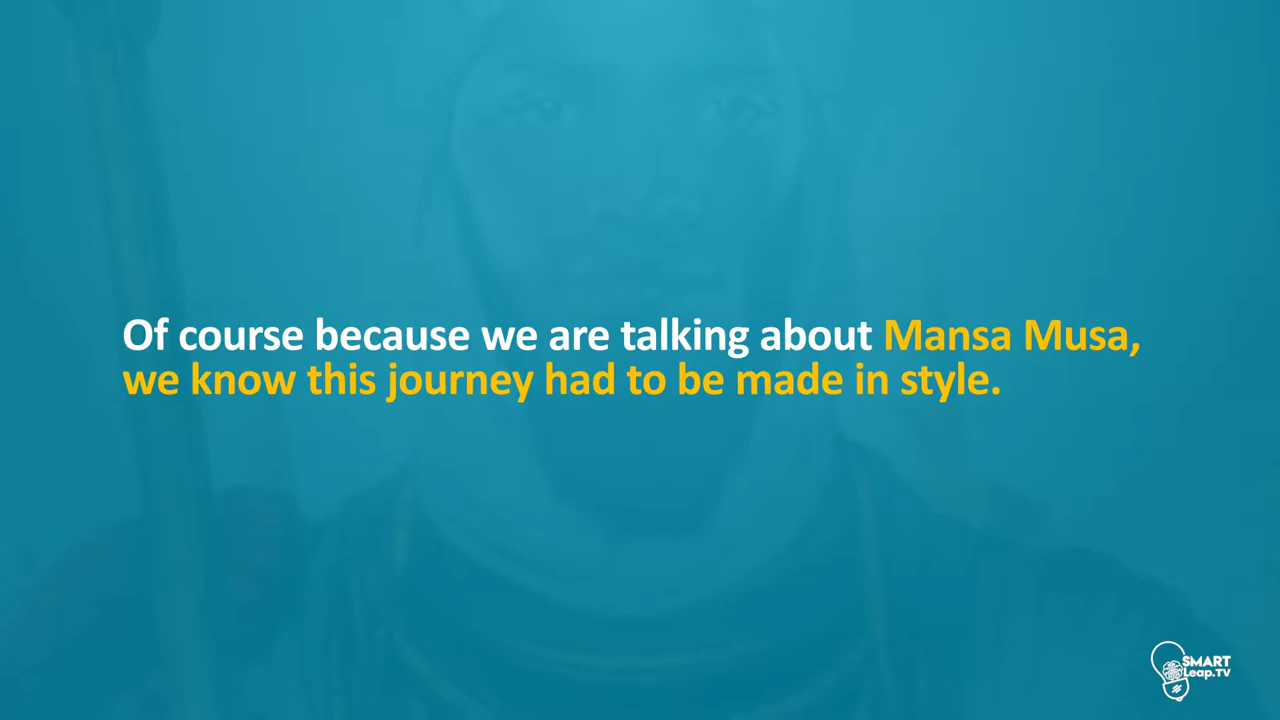 Of course because we are talking about Mansa Musa,
we know this journey had to be made in style.
SMART
Leap.TV